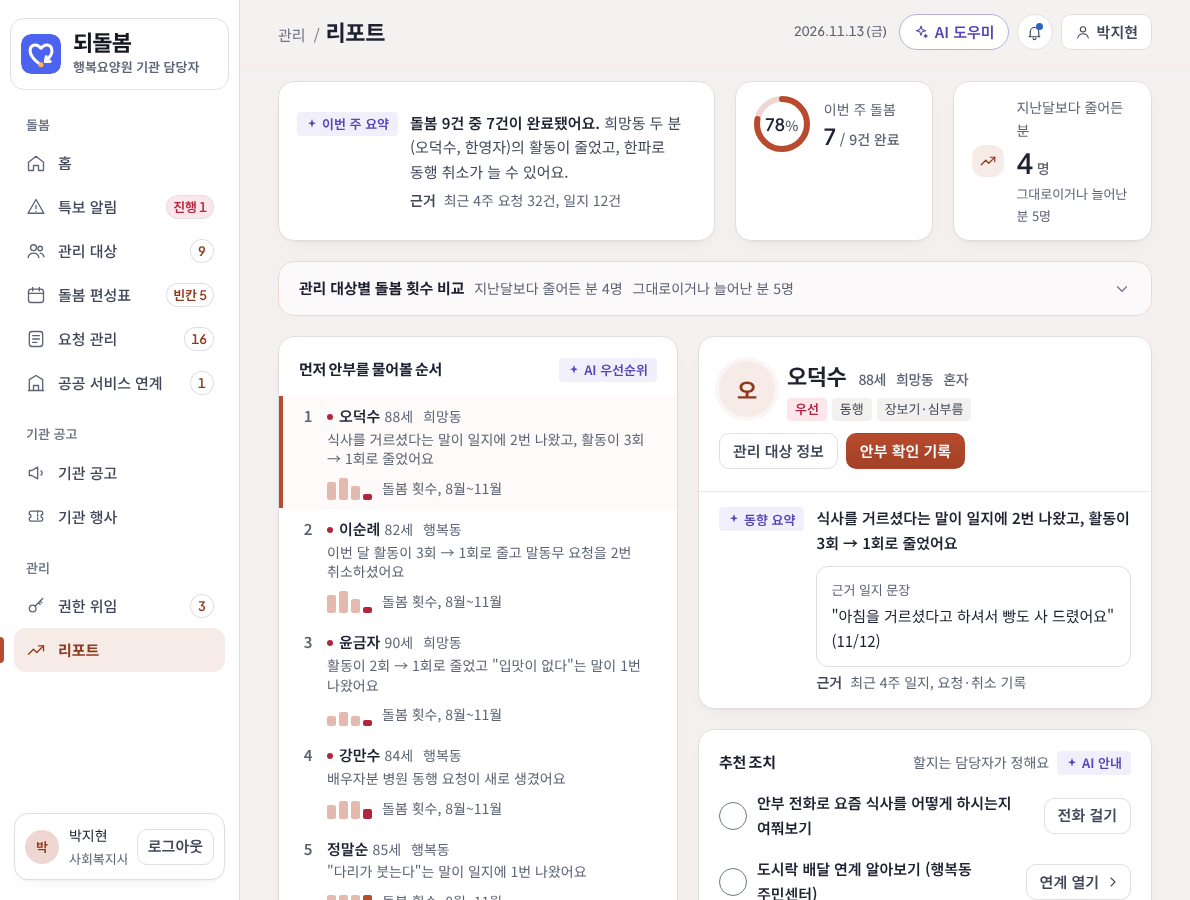 되돌봄
행복요양원 기관 담당자
돌봄
홈
특보 알림 진행 1
관리 대상 9
돌봄 편성표 빈칸 5
요청 관리 16
공공 서비스 연계 1
기관 공고
기관 공고
기관 행사
관리
권한 위임 3
리포트
박 박지현
사회복지사
로그아웃
관리 / 리포트
2026.11.13 (금) AI 도우미 박지현
이번 주 요약 돌봄 9건 중 7건이 완료됐어요. 희망동 두 분
(오덕수, 한영자)의 활동이 줄었고, 한파로
동행 취소가 늘 수 있어요.
근거 최근 4주 요청 32건, 일지 12건
78%
이번 주 돌봄
7 / 9건 완료
지난달보다 줄어든
분
4 명
그대로이거나 늘어난
분 5명
관리 대상별 돌봄 횟수 비교 지난달보다 줄어든 분 4명 그대로이거나 늘어난 분 5명
먼저 안부를 물어볼 순서 AI 우선순위
1 오덕수 88세 희망동
식사를 거르셨다는 말이 일지에 2번 나왔고, 활동이 3회
→ 1회로 줄었어요
돌봄 횟수, 8월~11월
2 이순례 82세 행복동
이번 달 활동이 3회 → 1회로 줄고 말동무 요청을 2번
취소하셨어요
돌봄 횟수, 8월~11월
3 윤금자 90세 희망동
활동이 2회 → 1회로 줄었고 "입맛이 없다"는 말이 1번
나왔어요
돌봄 횟수, 8월~11월
4 강만수 84세 행복동
배우자분 병원 동행 요청이 새로 생겼어요
돌봄 횟수, 8월~11월
5 정말순 85세 행복동
"다리가 붓는다"는 말이 일지에 1번 나왔어요
돌봄 횟수, 8월~11월
오 오덕수 88세 희망동 혼자
우선 동행 장보기·심부름
관리 대상 정보 안부 확인 기록
동향 요약 식사를 거르셨다는 말이 일지에 2번 나왔고, 활동이
3회 → 1회로 줄었어요
근거 일지 문장
"아침을 거르셨다고 하셔서 빵도 사 드렸어요"
(11/12)
근거 최근 4주 일지, 요청·취소 기록
추천 조치 할지는 담당자가 정해요 AI 안내
안부 전화로 요즘 식사를 어떻게 하시는지
여쭤보기
전화 걸기
도시락 배달 연계 알아보기 (행복동
주민센터)
연계 열기